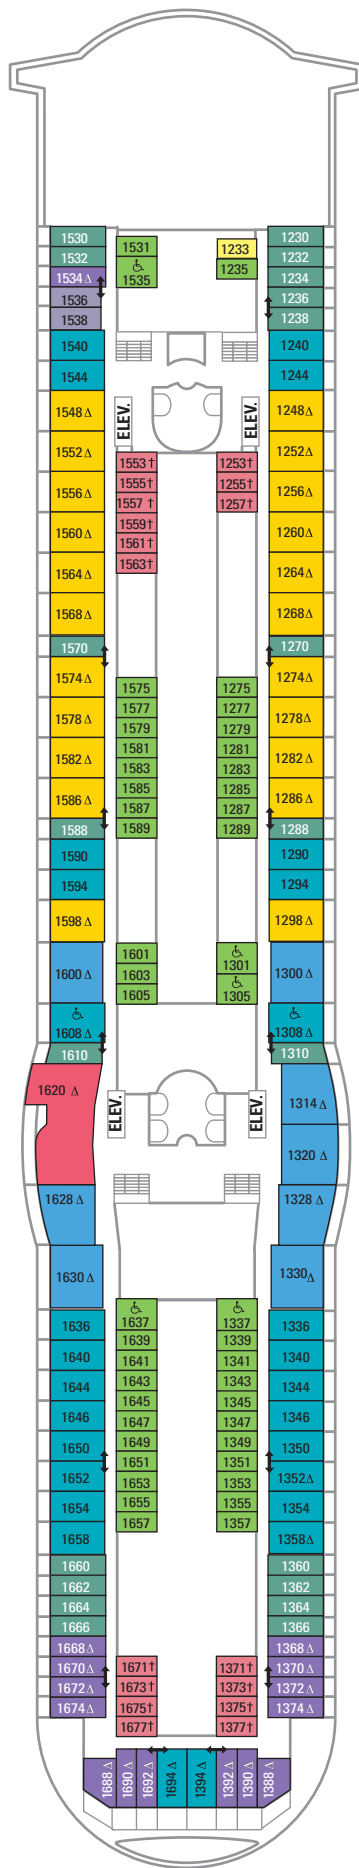 1530
1532
1534 Δ
1536
1538
1540
1544
1548 Δ
1552 Δ
1556 Δ
1560 Δ
1564 Δ
1568 Δ
1570
1574 Δ
1578 Δ
1582 Δ
1586 Δ
1588
1590
1594
1598 Δ
1600 Δ
1608 Δ
1610
1620 Δ
1628 Δ
1630 Δ
1636
1640
1644
1646
1650
1652
1654
1658
1660
1662
1664
1666
1668 Δ
1670 Δ
1672 Δ
1674 Δ
1531
♿
1535
ELEV.
1553 †
1555 †
1557 †
1559 †
1561 †
1563 †
1575
1577
1579
1581
1583
1585
1587
1589
1601
1603
1605
ELEV.
♿
1637
1639
1641
1643
1645
1647
1649
1651
1653
1655
1657
1671 †
1673 †
1675 †
1677 †
1233
1235
ELEV.
1253 †
1255 †
1257 †
1275
1277
1279
1281
1283
1285
1287
1289
♿
1301
♿
1305
ELEV.
♿
1337
1339
1341
1343
1345
1347
1349
1351
1353
1355
1357
1371 †
1373 †
1375 †
1377 †
1230
1232
1234
1236
1238
1240
1244
1248 Δ
1252 Δ
1256 Δ
1260 Δ
1264 Δ
1268 Δ
1270
1274 Δ
1278 Δ
1282 Δ
1286 Δ
1288
1290
1294
1298 Δ
1300 Δ
♿
1308 Δ
1310
1314 Δ
1320 Δ
1328 Δ
1330 Δ
1336
1340
1344
1346
1350
1352 Δ
1354
1358 Δ
1360
1362
1364
1366
1368 Δ
1370 Δ
1372 Δ
1374 Δ
1688 Δ
1690 Δ
1692 Δ
1694 Δ
1394 Δ
1392 Δ
1390 Δ
1388 Δ